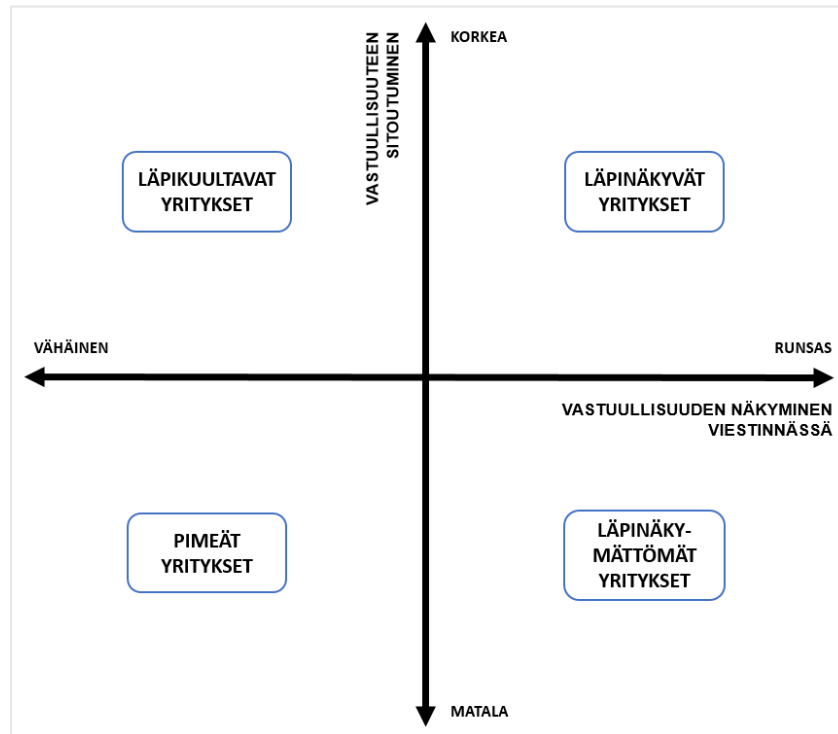 KORKEA
VASTUULLISUUTEEN
SITOUTUMINEN
LÄPIKUULTAVAT
YRITYKSET
LÄPINÄKYVÄT
YRITYKSET
VÄHÄINEN
RUNSAS
VASTUULLISUUDEN NÄKYMINEN
VIESTINNÄSSÄ
PIMEÄT
YRITYKSET
LÄPINÄKY-
MÄTTÖMÄT
YRITYKSET
MATALA